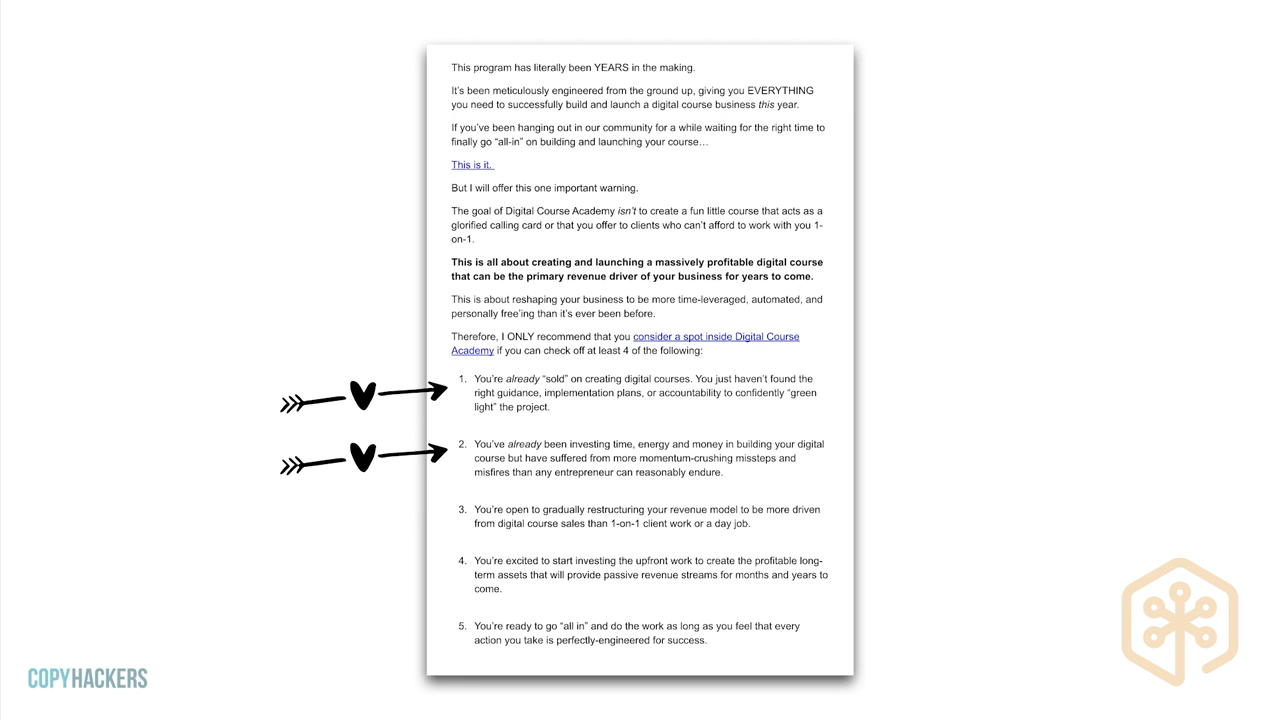 This program has literally been YEARS in the making.
It's been meticulously engineered from the ground up, giving you EVERYTHING
you need to successfully build and launch a digital course business this year.
If you've been hanging out in our community for a while waiting for the right time to
finally go "all-in" on building and launching your course…
This is it.
But I will offer this one important warning.
The goal of Digital Course Academy isn't to create a fun little course that acts as a
glorified calling card or that you offer to clients who can't afford to work with you 1-
on-1.
This is all about creating and launching a massively profitable digital course
that can be the primary revenue driver of your business for years to come.
This is about reshaping your business to be more time-leveraged, automated, and
personally free'ing than it's ever been before.
Therefore, I ONLY recommend that you consider a spot inside Digital Course
Academy if you can check off at least 4 of the following:
1. You're already "sold" on creating digital courses. You just haven't found the
right guidance, implementation plans, or accountability to confidently "green
light" the project.
2. You've already been investing time, energy and money in building your digital
course but have suffered from more momentum-crushing missteps and
misfires than any entrepreneur can reasonably endure.
3. You're open to gradually restructuring your revenue model to be more driven
from digital course sales than 1-on-1 client work or a day job.
4. You're excited to start investing the upfront work to create the profitable long-
term assets that will provide passive revenue streams for months and years to
come.
5. You're ready to go "all in" and do the work as long as you feel that every
action you take is perfectly-engineered for success.
COPYHACKERS